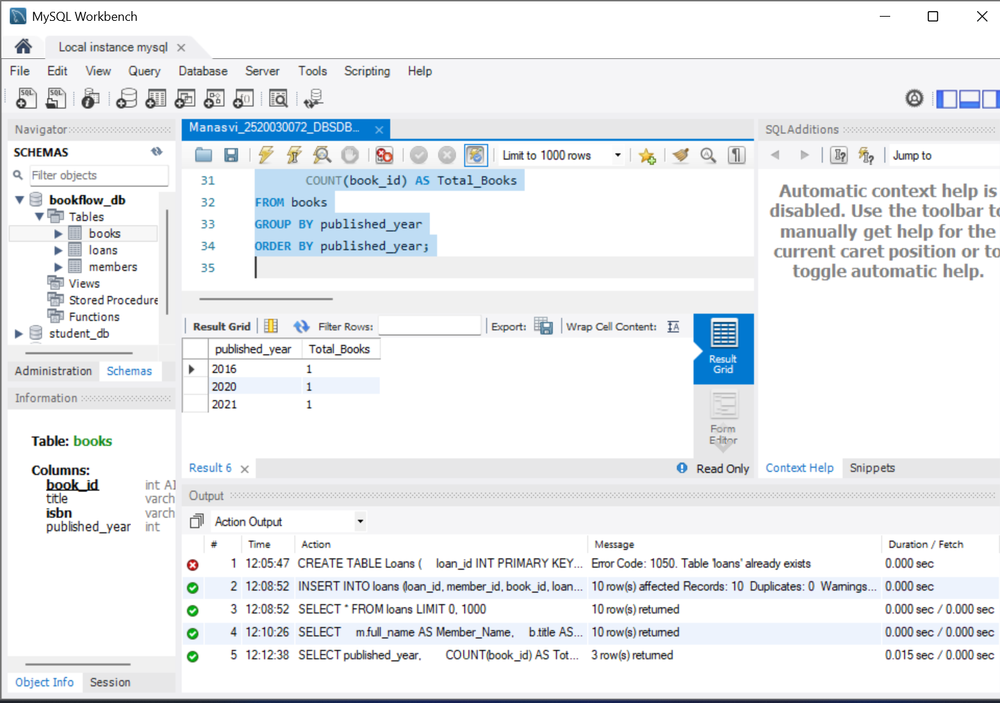 MySQL Workbench
Local instance mysql
File Edit View Query Database Server Tools Scripting Help
Navigator
SCHEMAS
Filter objects
bookflow_db
Tables
books
loans
members
Views
Stored Procedure
Functions
student_db
Administration Schemas
Information
Table: books
Columns:
book_id int AI
title varch
isbn varch
published_year int
Object Info Session
Manasvi_2520030072_DBSDB...
Limit to 1000 rows
31 COUNT(book_id) AS Total_Books
32 FROM books
33 GROUP BY published_year
34 ORDER BY published_year;
35
Result Grid Filter Rows: Export: Wrap Cell Content:
published_year Total_Books
2016 1
2020 1
2021 1
Result
Grid
Form
Editor
Result 6 Read Only
SQLAdditions
Jump to
Automatic context help is
disabled. Use the toolbar to
manually get help for the
current caret position or to
toggle automatic help.
Context Help Snippets
Output
Action Output
# Time Action Message Duration / Fetch
1 12:05:47 CREATE TABLE Loans ( loan_id INT PRIMARY KEY... Error Code: 1050. Table 'loans' already exists 0.000 sec
2 12:08:52 INSERT INTO loans (loan_id, member_id, book_id, loan... 10 row(s) affected Records: 10 Duplicates: 0 Warnings... 0.000 sec
3 12:08:52 SELECT * FROM loans LIMIT 0, 1000 10 row(s) returned 0.000 sec / 0.000 sec
4 12:10:26 SELECT m.full_name AS Member_Name, b.title AS... 10 row(s) returned 0.000 sec / 0.000 sec
5 12:12:38 SELECT published_year, COUNT(book_id) AS Tot... 3 row(s) returned 0.015 sec / 0.000 sec